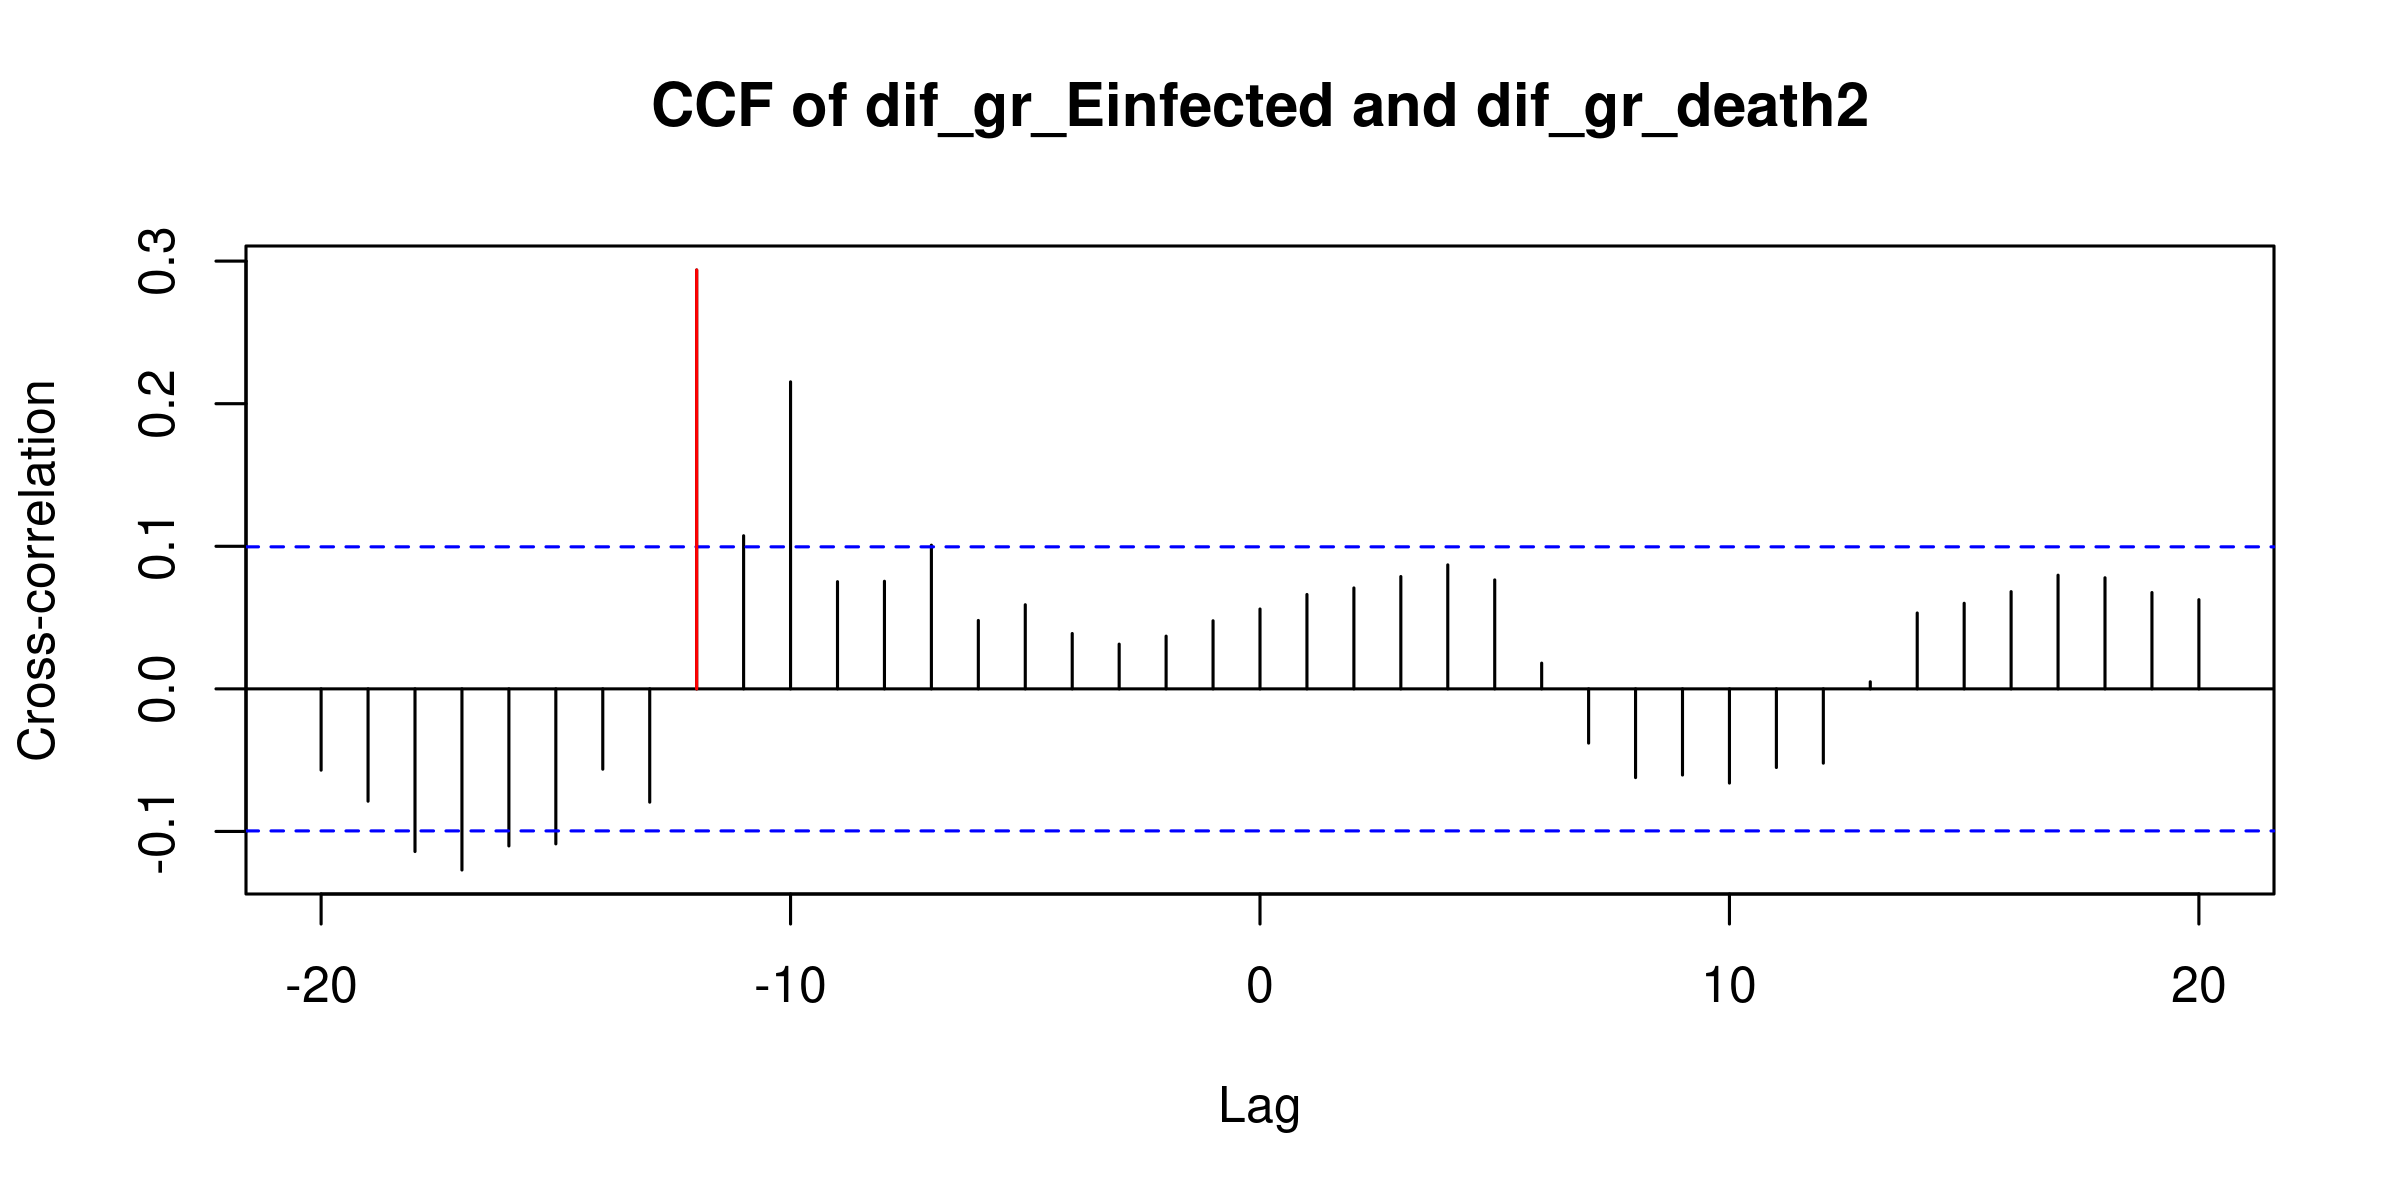 CCF of dif_gr_Einfected and dif_gr_death2
Cross-correlation
0.3
0.2
0.1
0.0
-0.1
-20 -10 0 10 20
Lag